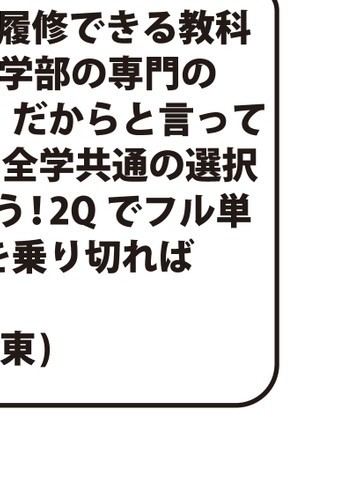 履修できる教科
学部の専門の
だからと言って
全学共通の選択
う!2Qでフル単
を乗り切れば
東)